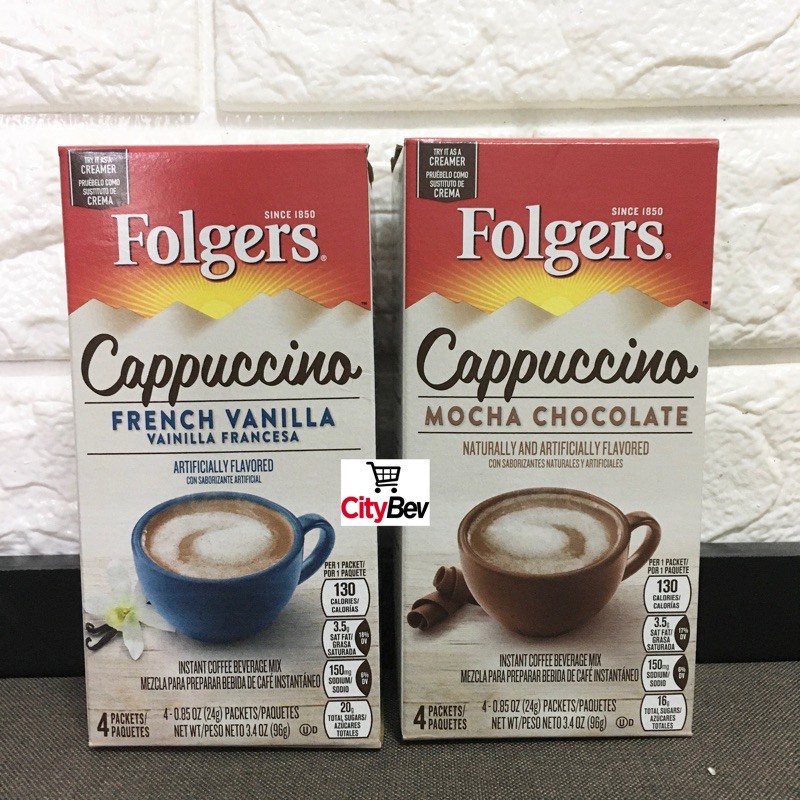 TRY IT AS A
CREAMER
PRUÉBELO COMO
SUSTITUTO DE
CREMA
SINCE 1850
Folgers®
Cappuccino
FRENCH VANILLA
VAINILLA FRANCESA
ARTIFICIALLY FLAVORED
CON SABORIZANTE ARTIFICIAL
PER 1 PACKET/
POR 1 PAQUETE
130
CALORIES/
CALORÍAS
3.5g
SAT FAT/
GRASA
SATURADA
18%
DV
150mg
SODIUM/
SODIO
6%
DV
20g
TOTAL SUGARS/
AZÚCARES
TOTALES
INSTANT COFFEE BEVERAGE MIX
MEZCLA PARA PREPARAR BEBIDA DE CAFÉ INSTANTÁNEO
4 PACKETS/
PAQUETES
4-0.85 OZ (24g) PACKETS/PAQUETES
NET WT/PESO NETO 3.4 OZ (96g)
U D
TRY IT AS A
CREAMER
PRUÉBELO COMO
SUSTITUTO DE
CREMA
SINCE 1850
Folgers®
Cappuccino
MOCHA CHOCOLATE
NATURALLY AND ARTIFICIALLY FLAVORED
CON SABORIZANTES NATURALES Y ARTIFICIALES
PER 1 PACKET/
POR 1 PAQUETE
130
CALORIES/
CALORÍAS
3.5g
SAT FAT/
GRASA
SATURADA
17%
DV
150mg
SODIUM/
SODIO
6%
DV
16g
TOTAL SUGARS/
AZÚCARES
TOTALES
INSTANT COFFEE BEVERAGE MIX
MEZCLA PARA PREPARAR BEBIDA DE CAFÉ INSTANTÁNEO
4 PACKETS/
PAQUETES
4-0.85 OZ (24g) PACKETS/PAQUETES
NET WT/PESO NETO 3.4 OZ (96g)
U D
CityBev